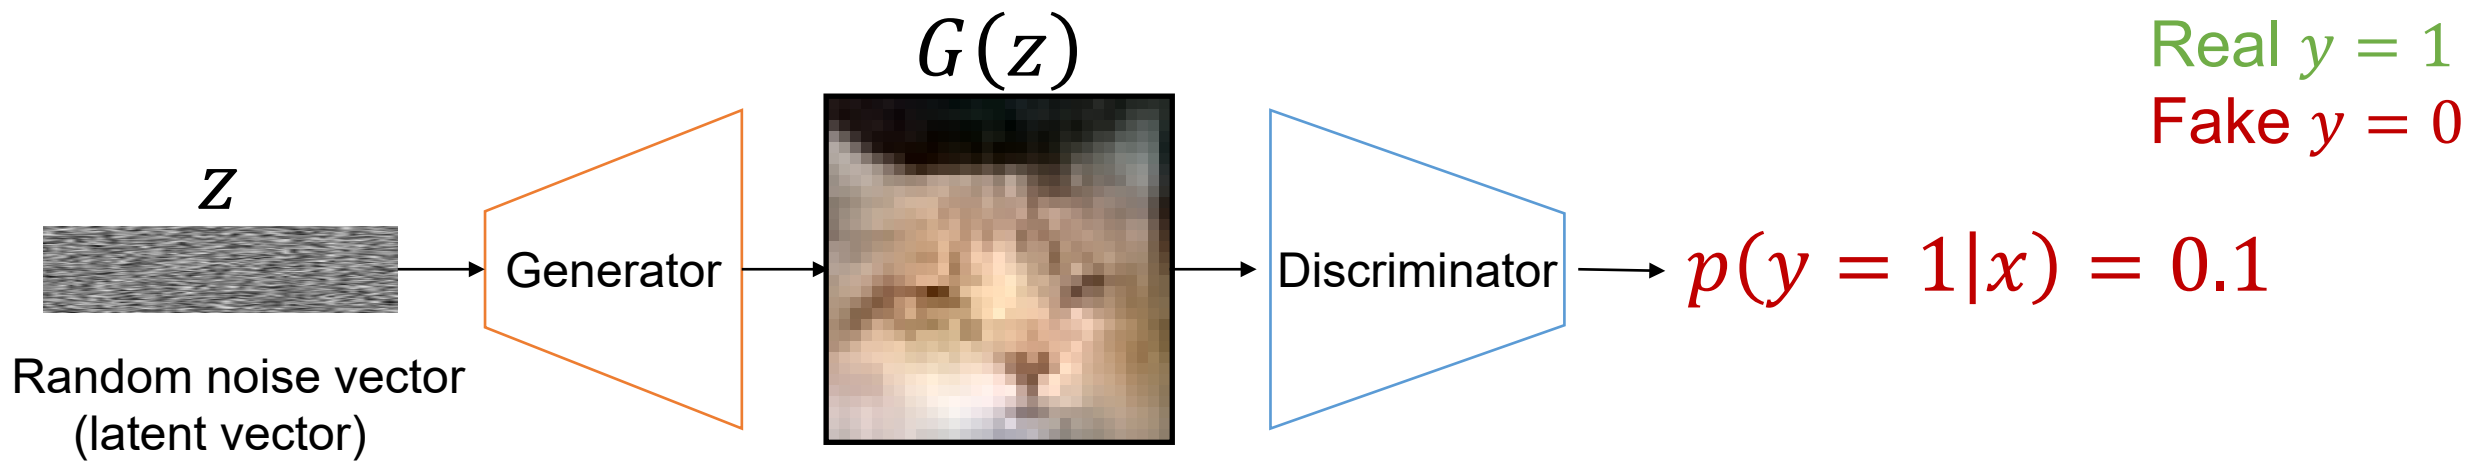 G(z)
Real y = 1
Fake y = 0
z
Generator
Discriminator
p(y = 1|x) = 0.1
Random noise vector
(latent vector)